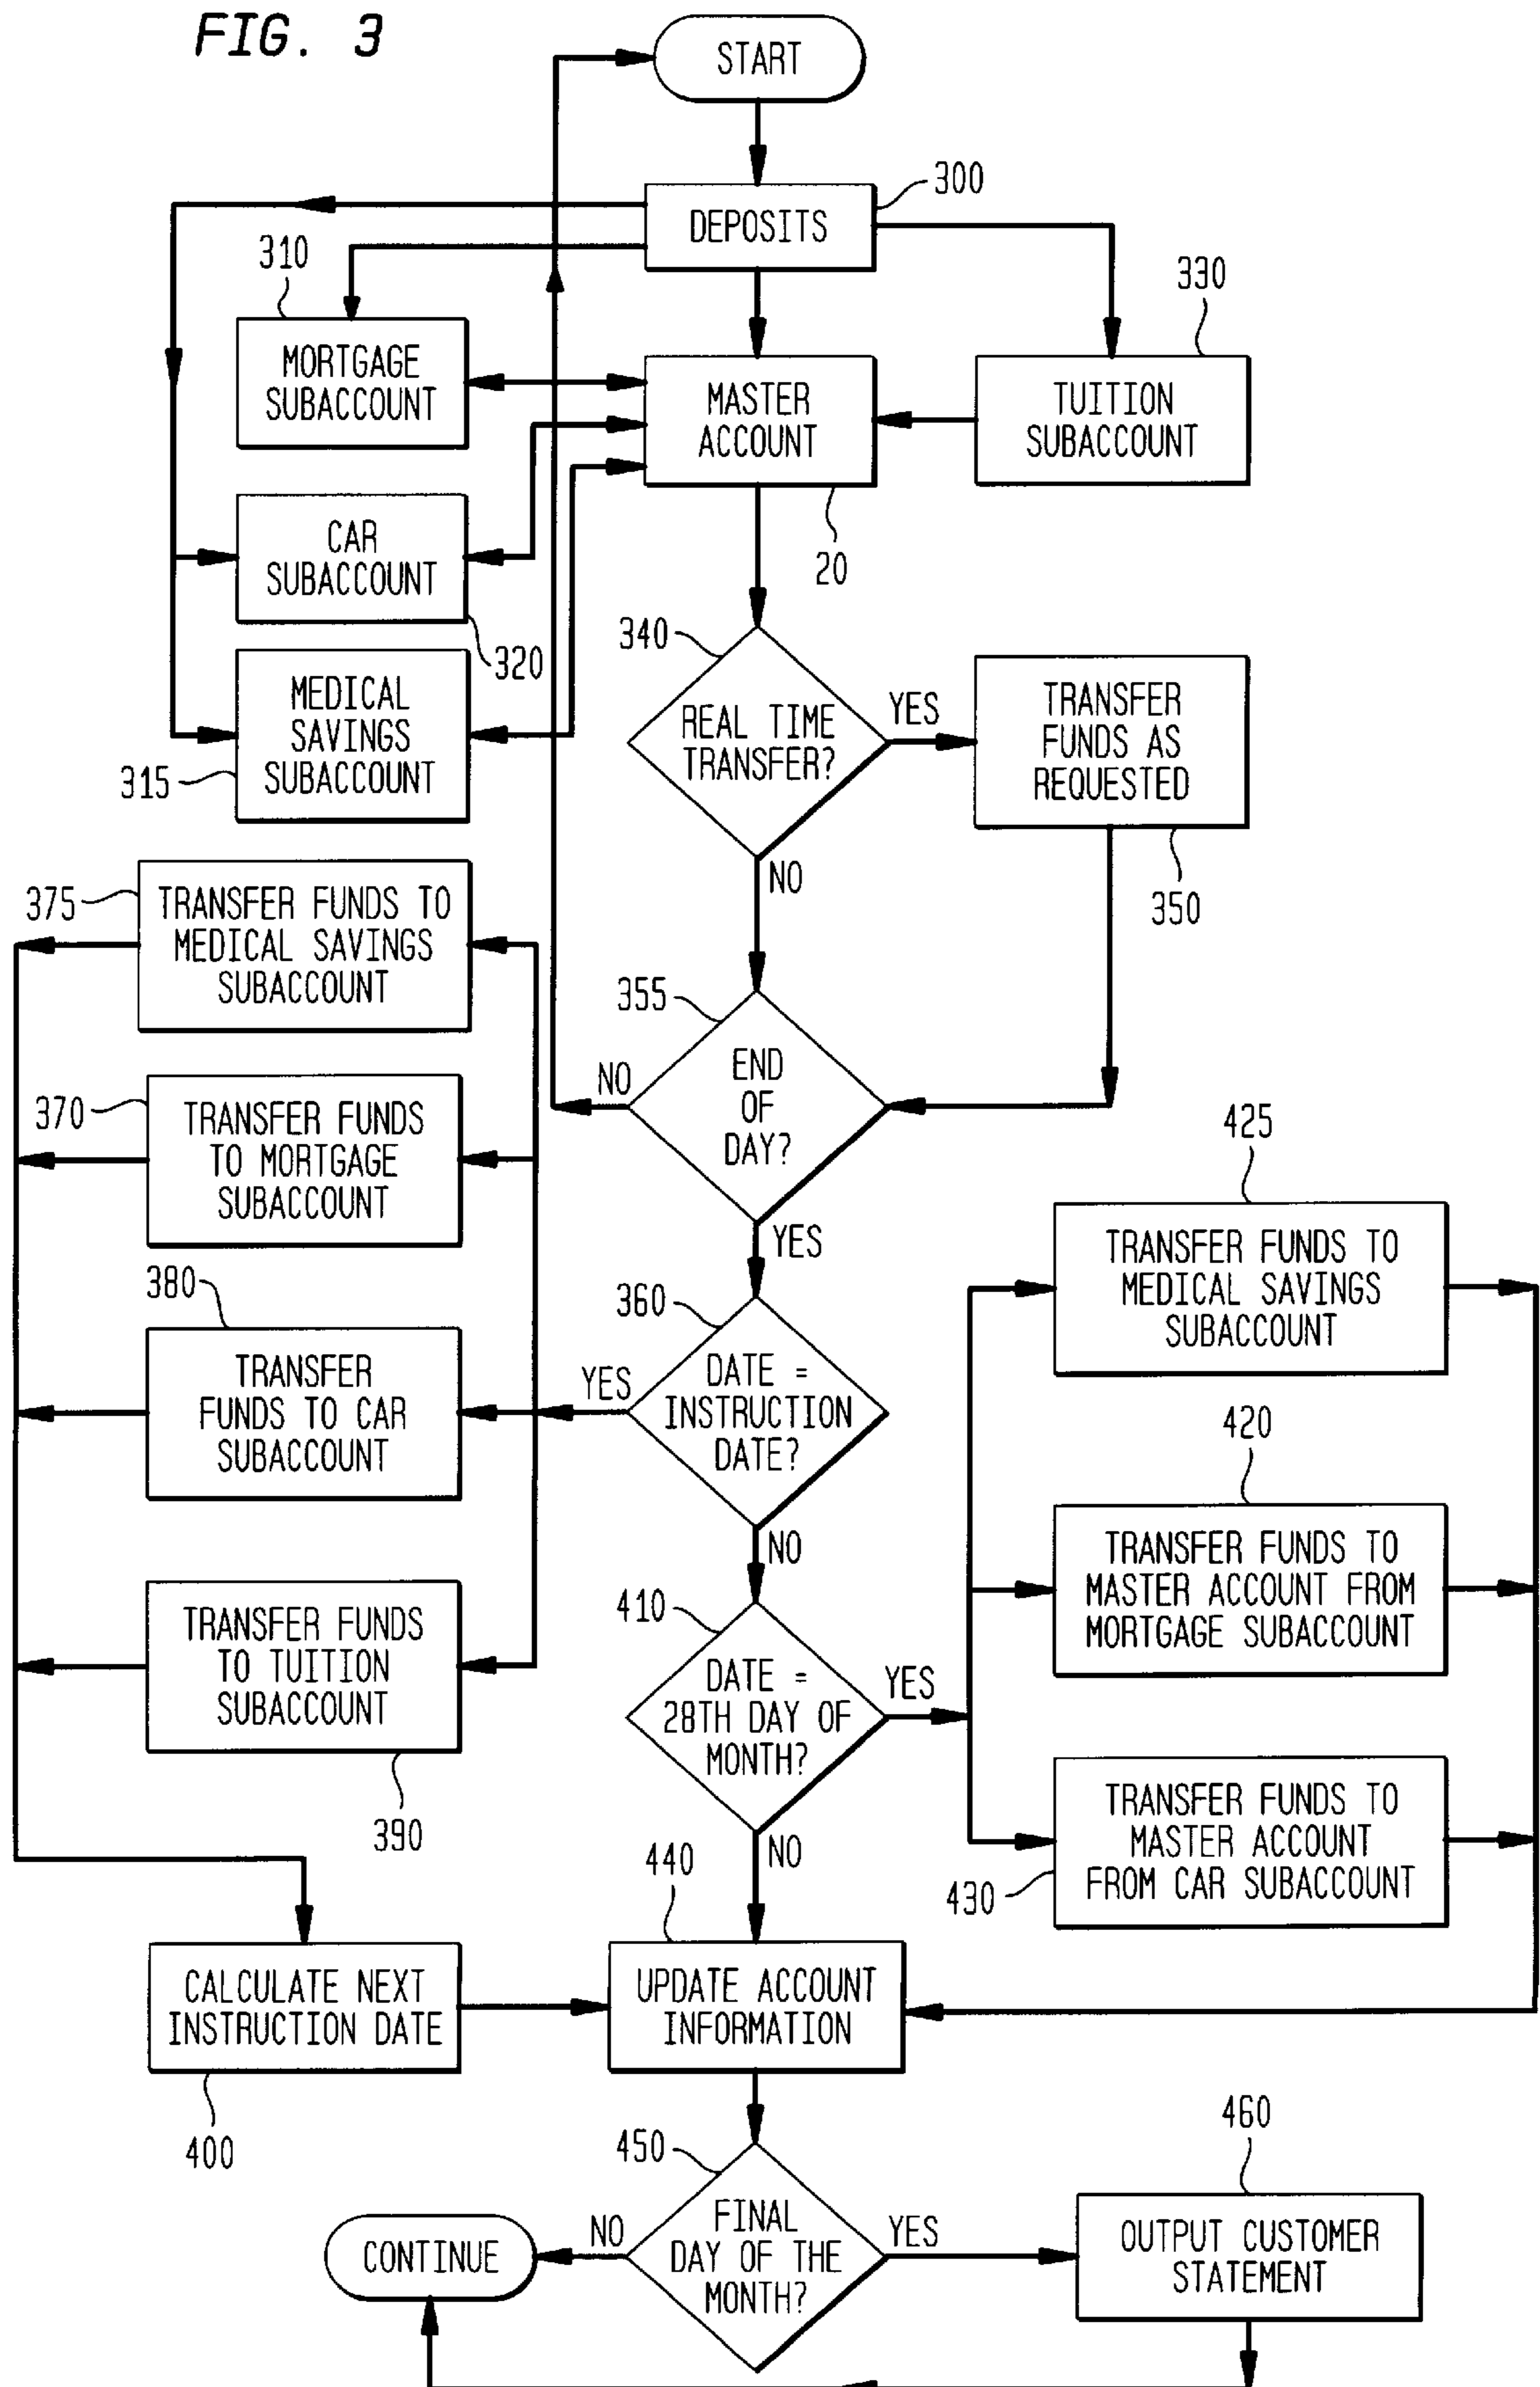 FIG. 3
START
300
DEPOSITS
310
330
MORTGAGE
SUBACCOUNT
MASTER
ACCOUNT
TUITION
SUBACCOUNT
CAR
SUBACCOUNT
20
340
320
MEDICAL
SAVINGS
SUBACCOUNT
315
REAL TIME
TRANSFER?
YES
TRANSFER
FUNDS AS
REQUESTED
NO
350
375
TRANSFER FUNDS TO
MEDICAL SAVINGS
SUBACCOUNT
355
END
OF
DAY?
NO
370
TRANSFER FUNDS
TO MORTGAGE
SUBACCOUNT
425
YES
TRANSFER FUNDS TO
MEDICAL SAVINGS
SUBACCOUNT
380
360
TRANSFER
FUNDS TO CAR
SUBACCOUNT
YES
DATE =
INSTRUCTION
DATE?
420
NO
TRANSFER FUNDS TO
MASTER ACCOUNT FROM
MORTGAGE SUBACCOUNT
410
TRANSFER FUNDS
TO TUITION
SUBACCOUNT
DATE =
28TH DAY OF
MONTH?
YES
390
NO
TRANSFER FUNDS TO
MASTER ACCOUNT
FROM CAR SUBACCOUNT
430
440
CALCULATE NEXT
INSTRUCTION DATE
UPDATE ACCOUNT
INFORMATION
400
450
460
CONTINUE
NO
FINAL
DAY OF THE
MONTH?
YES
OUTPUT CUSTOMER
STATEMENT